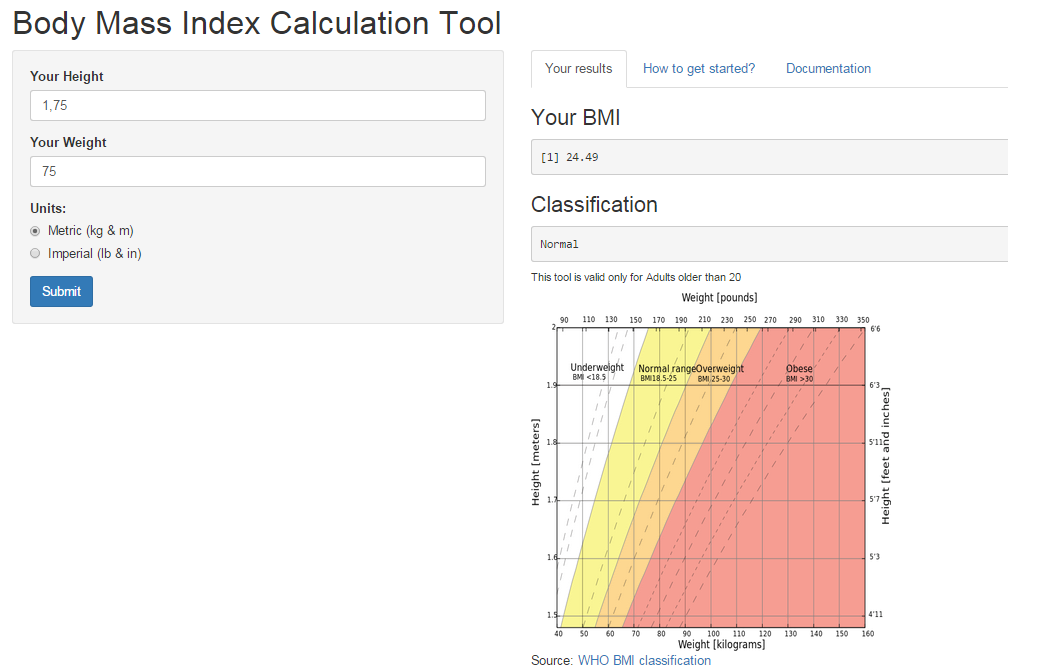 Body Mass Index Calculation Tool
Your Height
1,75
Your Weight
75
Units:
Metric (kg & m)
Imperial (lb & in)
Submit
Your results How to get started? Documentation
Your BMI
[1] 24.49
Classification
Normal
This tool is valid only for Adults older than 20
Weight [pounds]
90 110 130 150 170 190 210 230 250 270 290 310 330 350
2 6'6
Underweight Normal range Overweight Obese
BMI <18.5 BMI18.5-25 BMI 25-30 BMI >30
1.9 6'3
1.8 5'11
Height [meters] Height [feet and inches]
1.7 5'7
1.6 5'3
1.5 4'11
40 50 60 70 80 90 100 110 120 130 140 150 160
Weight [kilograms]
Source: WHO BMI classification